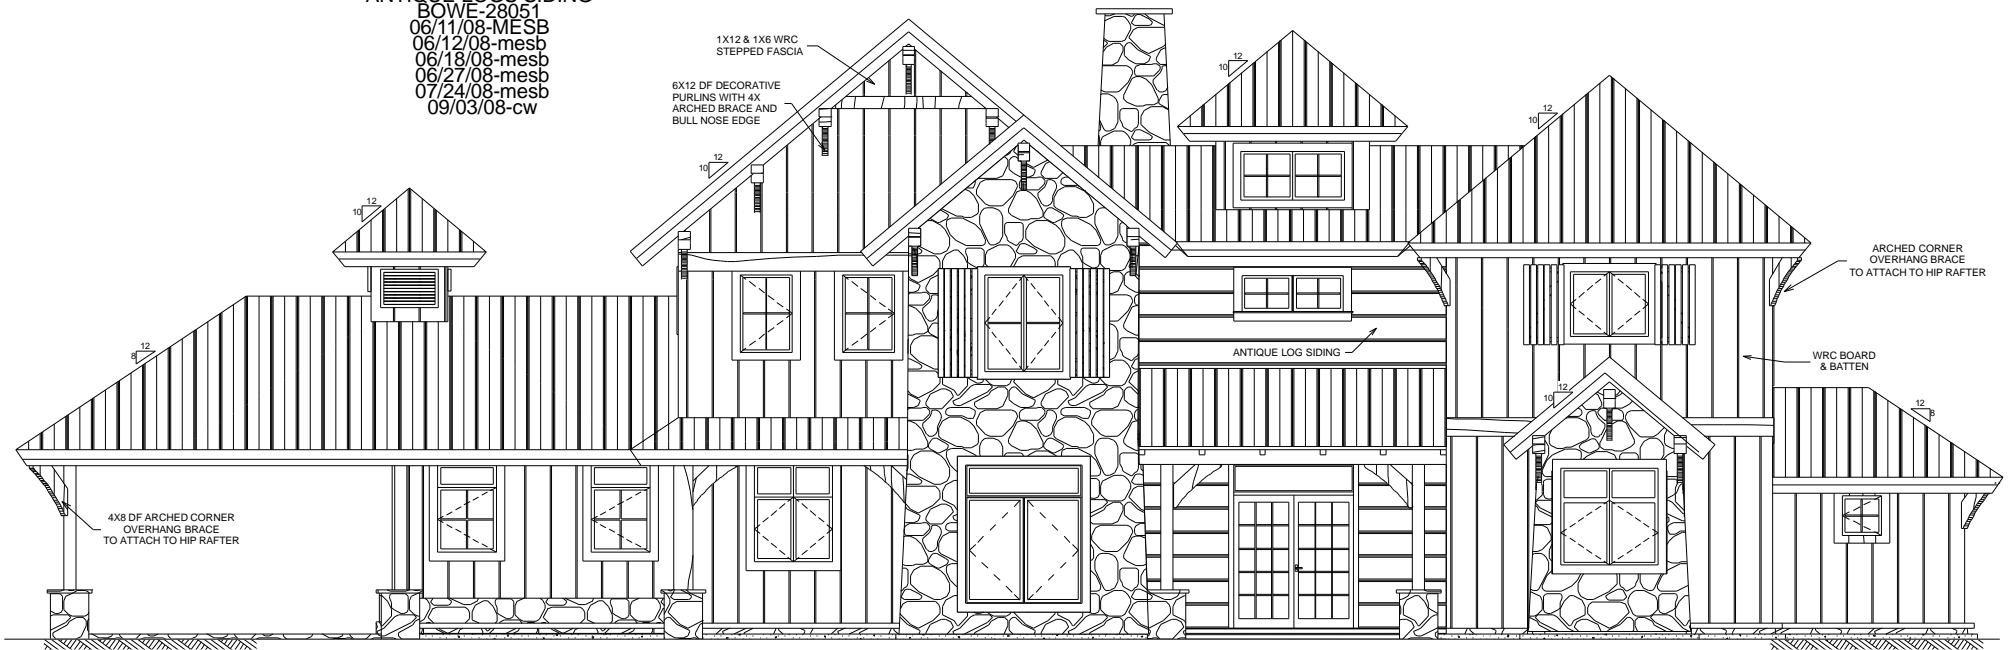 ANTIQUE LOGS SIDING
BOWE-28051
06/11/08-MESB
06/12/08-mesb
06/18/08-mesb
06/27/08-mesb
07/24/08-mesb
09/03/08-cw
1X12 & 1X6 WRC
STEPPED FASCIA
6X12 DF DECORATIVE
PURLINS WITH 4X
ARCHED BRACE AND
BULL NOSE EDGE
12
10
12
10
12
10
12
10
12
8
ARCHED CORNER
OVERHANG BRACE
TO ATTACH TO HIP RAFTER
ANTIQUE LOG SIDING
WRC BOARD
& BATTEN
12
10
12
8
4X8 DF ARCHED CORNER
OVERHANG BRACE
TO ATTACH TO HIP RAFTER